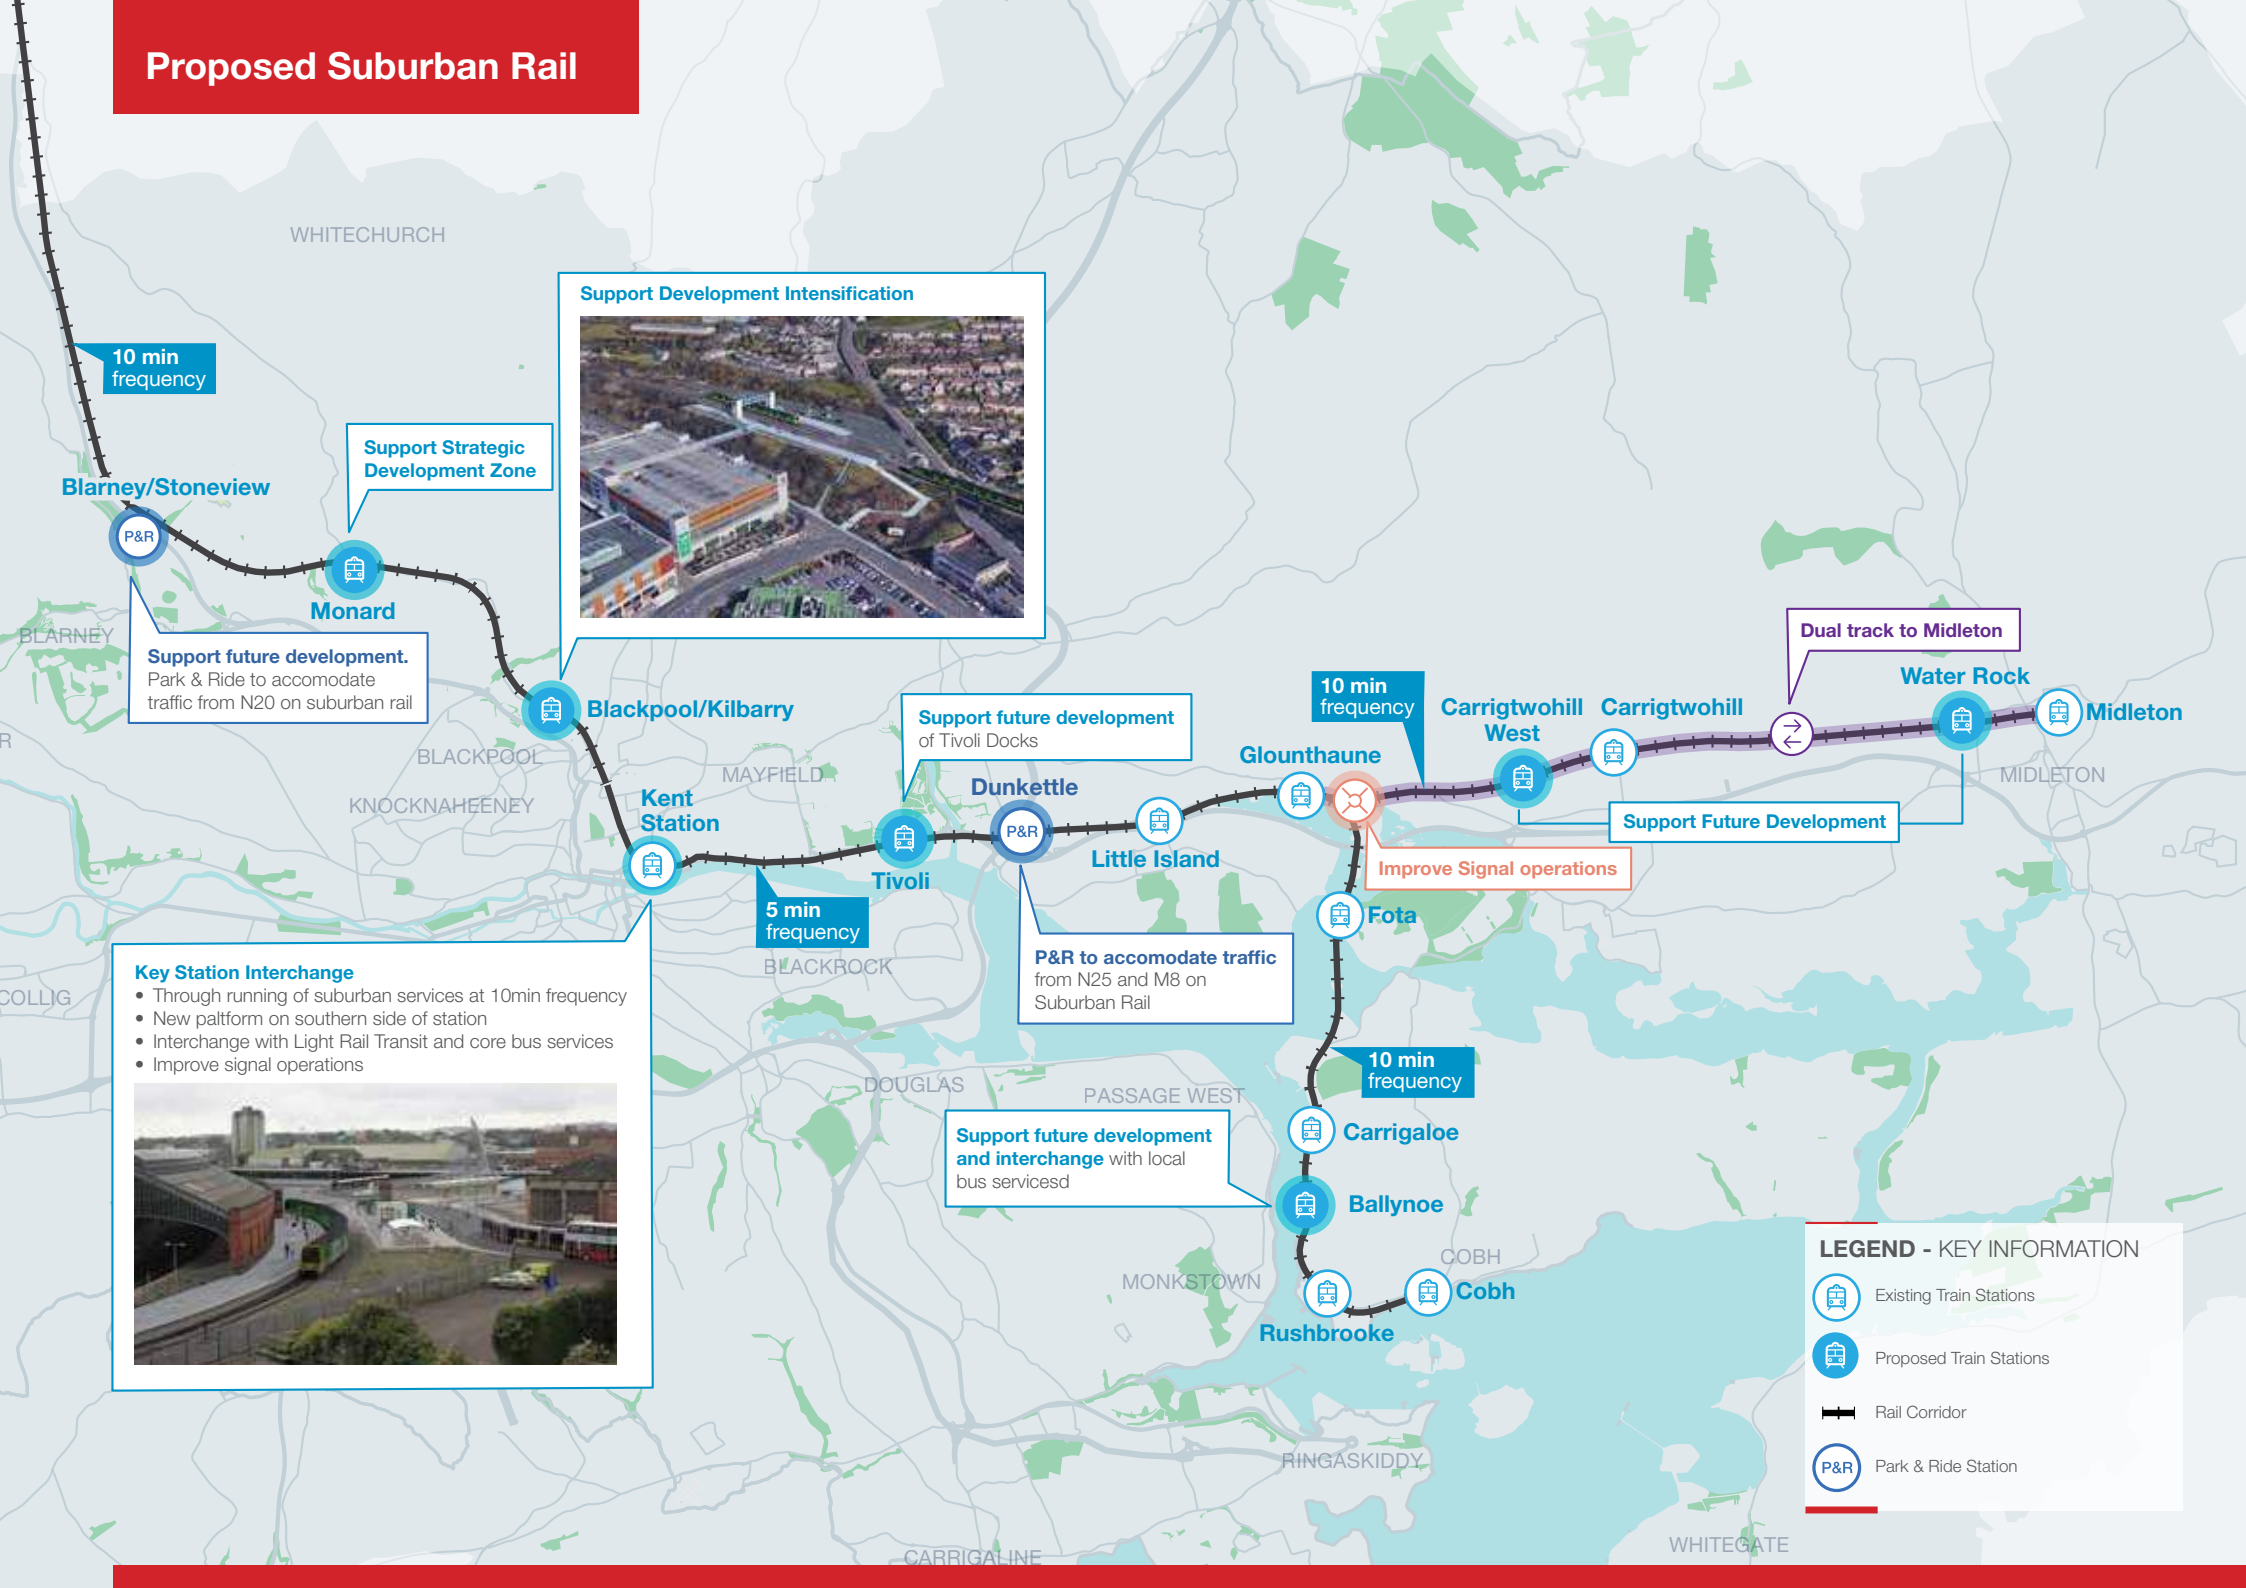 Proposed Suburban Rail
WHITECHURCH
Support Development Intensification
10 min
frequency
Support Strategic
Development Zone
Blarney/Stoneview
P&R
Monard
BLARNEY
Support future development.
Park & Ride to accomodate
traffic from N20 on suburban rail
Blackpool/Kilbarry
BLACKPOOL
KNOCKNAHEENEY
MAYFIELD
Kent
Station
Support future development
of Tivoli Docks
Tivoli
Dunkettle
P&R
5 min
frequency
Little Island
Glounthaune
10 min
frequency
Carrigtwohill
West
Carrigtwohill
Dual track to Midleton
Water Rock
Midleton
MIDLETON
Support Future Development
Improve Signal operations
Fota
R
COLLIG
BLACKROCK
P&R to accomodate traffic
from N25 and M8 on
Suburban Rail
Key Station Interchange
• Through running of suburban services at 10min frequency
• New paltform on southern side of station
• Interchange with Light Rail Transit and core bus services
• Improve signal operations
DOUGLAS
PASSAGE WEST
10 min
frequency
Support future development
and interchange with local
bus servicesd
Carrigaloe
Ballynoe
MONKSTOWN
COBH
Cobh
Rushbrooke
RINGASKIDDY
CARRIGALINE
WHITEGATE
LEGEND - KEY INFORMATION
Existing Train Stations
Proposed Train Stations
Rail Corridor
P&R
Park & Ride Station